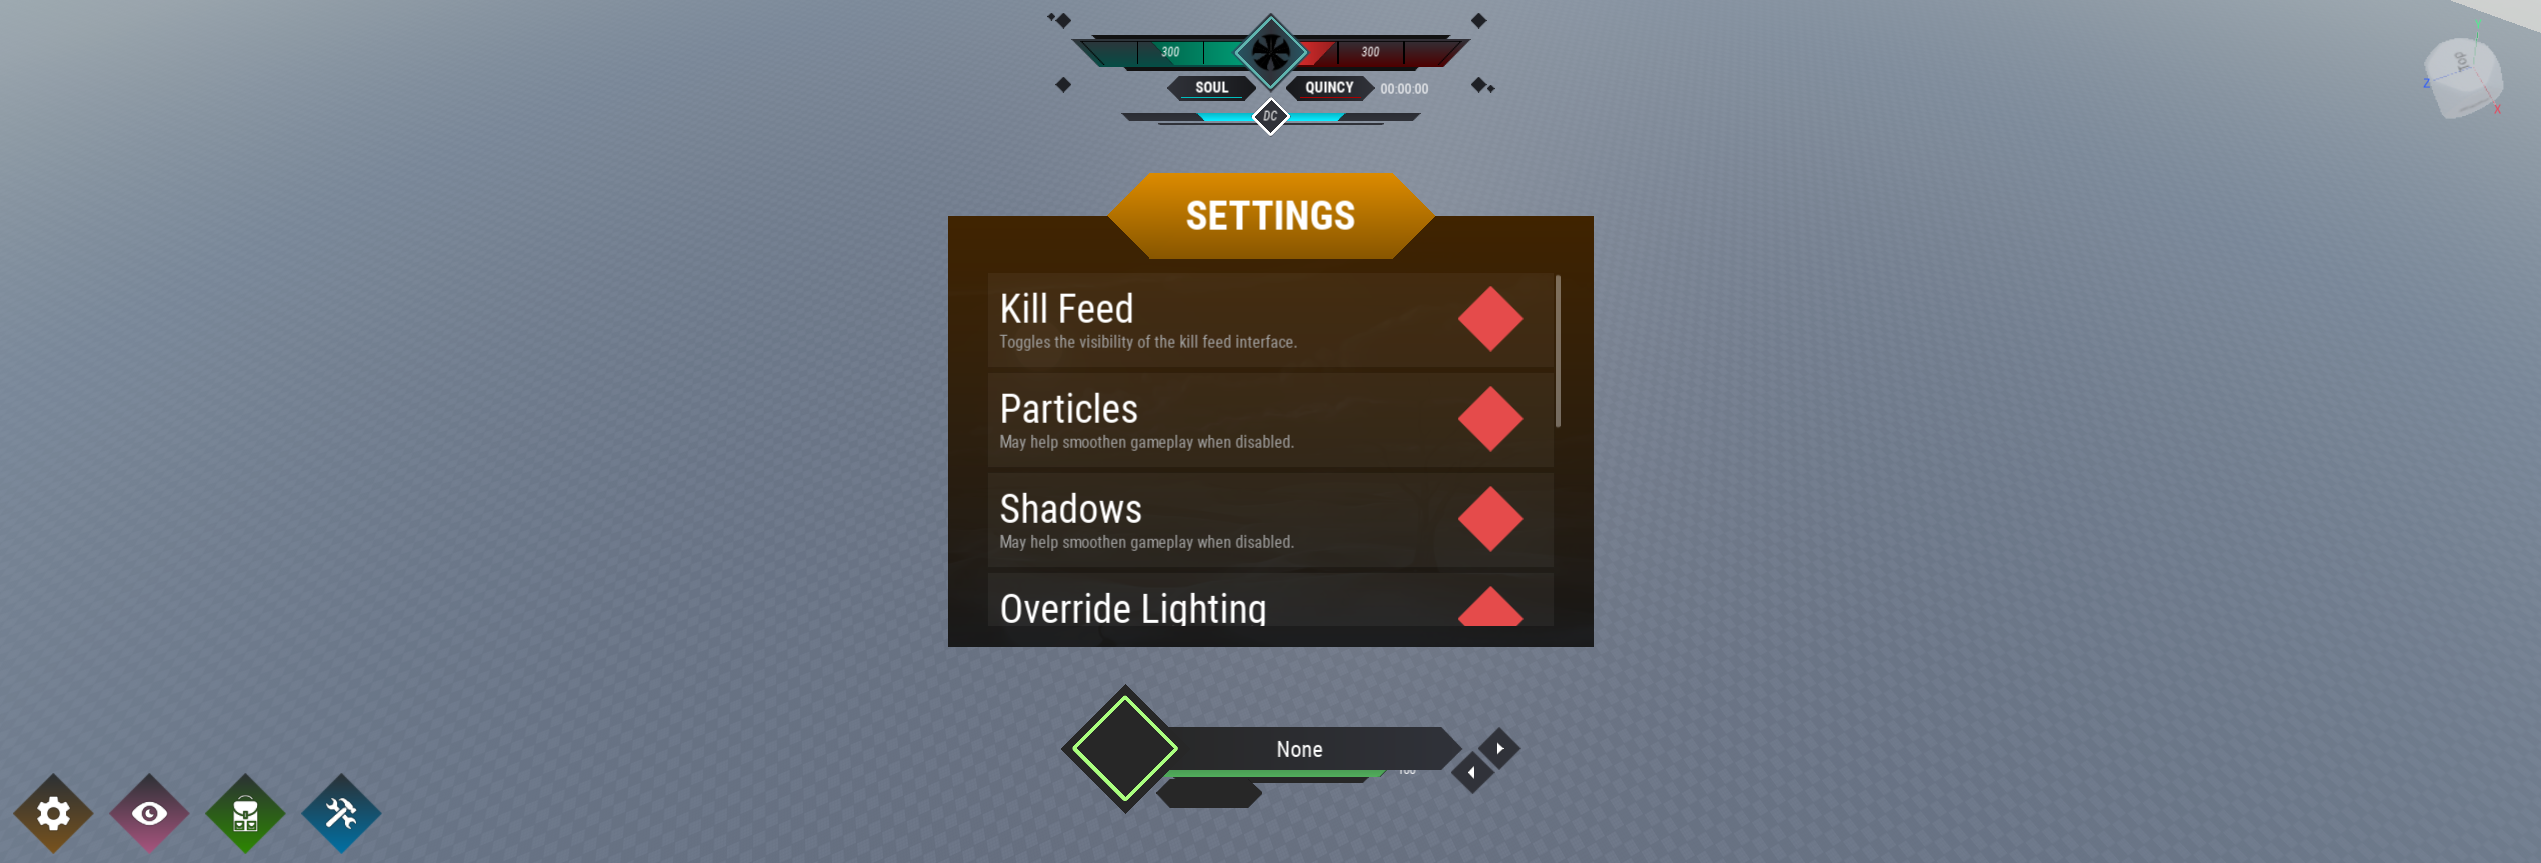 300 300
SOUL QUINCY 00:00:00
DC
SETTINGS
Kill Feed
Toggles the visibility of the kill feed interface.
Particles
May help smoothen gameplay when disabled.
Shadows
May help smoothen gameplay when disabled.
Override Lighting
None
Top
Y
Z
X